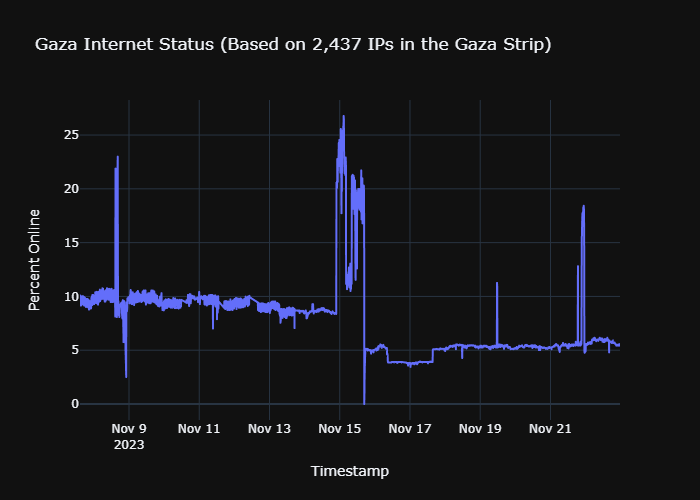 Gaza Internet Status (Based on 2,437 IPs in the Gaza Strip)
Percent Online
25
20
15
10
5
0
Nov 9 Nov 11 Nov 13 Nov 15 Nov 17 Nov 19 Nov 21
2023
Timestamp